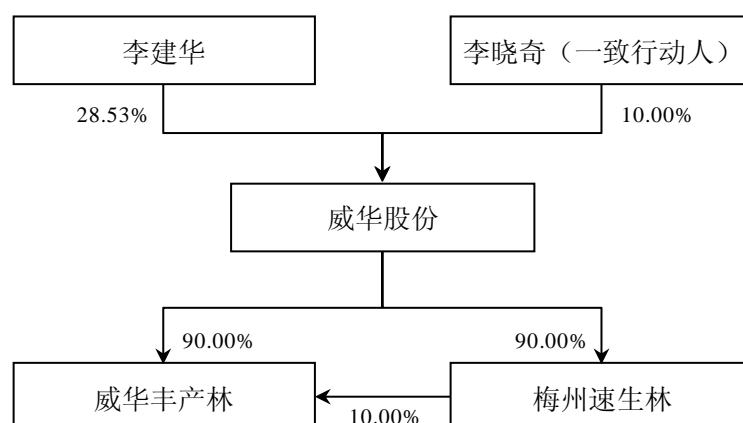 李建华
李晓奇（一致行动人）
28.53%
10.00%
威华股份
90.00%
90.00%
威华丰产林
梅州速生林
10.00%